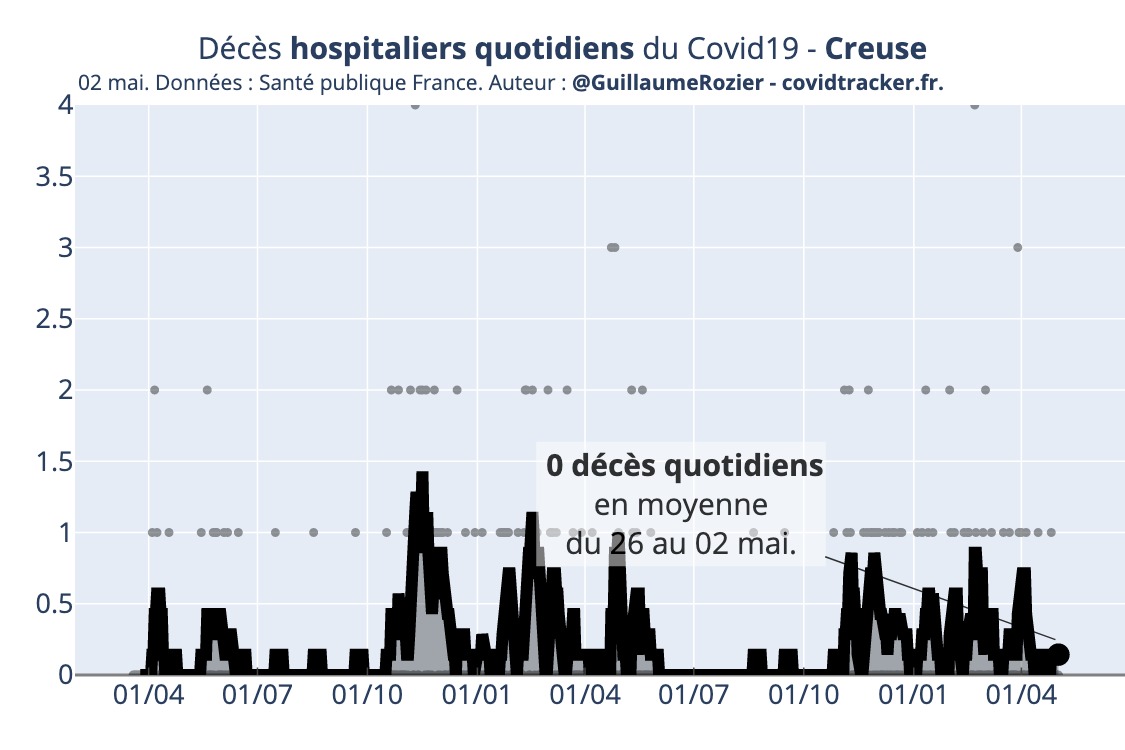 Décès hospitaliers quotidiens du Covid19 - Creuse
02 mai. Données : Santé publique France. Auteur : @GuillaumeRozier - covidtracker.fr.
4
3.5
3
2.5
2
1.5
1
0.5
0
0 décès quotidiens
en moyenne
du 26 au 02 mai.
01/04 01/07 01/10 01/01 01/04 01/07 01/10 01/01 01/04